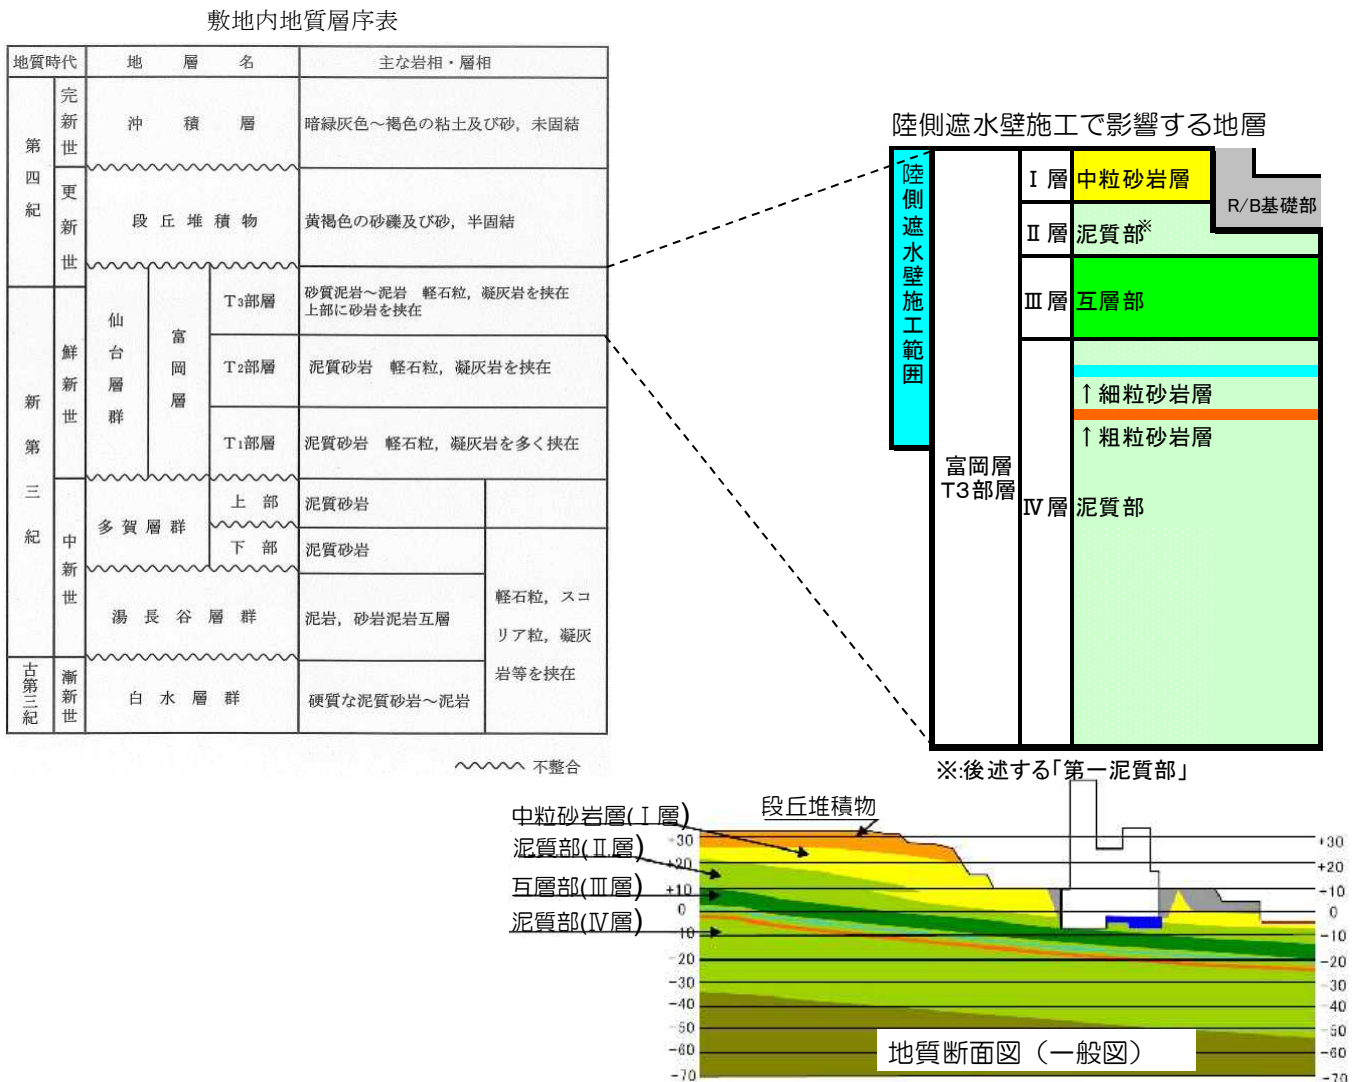 敷地内地質層序表
地質時代 地層名 主な岩相・層相
第四紀 完新世 沖積層 暗緑灰色～褐色の粘土及び砂，未固結
更新世 段丘堆積物 黄褐色の砂礫及び砂，半固結
新第三紀 鮮新世 仙台層群 富岡層 T3部層 砂質泥岩～泥岩 軽石粒，凝灰岩を挟在
上部に砂岩を挟在
T2部層 泥質砂岩 軽石粒，凝灰岩を挟在
T1部層 泥質砂岩 軽石粒，凝灰岩を多く挟在
中新世 多賀層群 上部 泥質砂岩
下部 泥質砂岩
湯長谷層群 泥岩，砂岩泥岩互層
軽石粒，スコ
リア粒，凝灰
岩等を挟在
古第三紀 漸新世 白水層群 硬質な泥質砂岩～泥岩
不整合
陸側遮水壁施工で影響する地層
陸側遮水壁施工範囲
富岡層
T3部層
Ⅰ層 中粒砂岩層
R/B基礎部
Ⅱ層 泥質部※
Ⅲ層 互層部
↑細粒砂岩層
↑粗粒砂岩層
Ⅳ層 泥質部
※:後述する「第一泥質部」
中粒砂岩層(Ⅰ層)
段丘堆積物
泥質部(Ⅱ層)
互層部(Ⅲ層)
泥質部(Ⅳ層)
+30 +30
+20 +20
+10 +10
0 0
-10 -10
-20 -20
-30 -30
-40 -40
-50 -50
-60 -60
-70 -70
地質断面図（一般図）